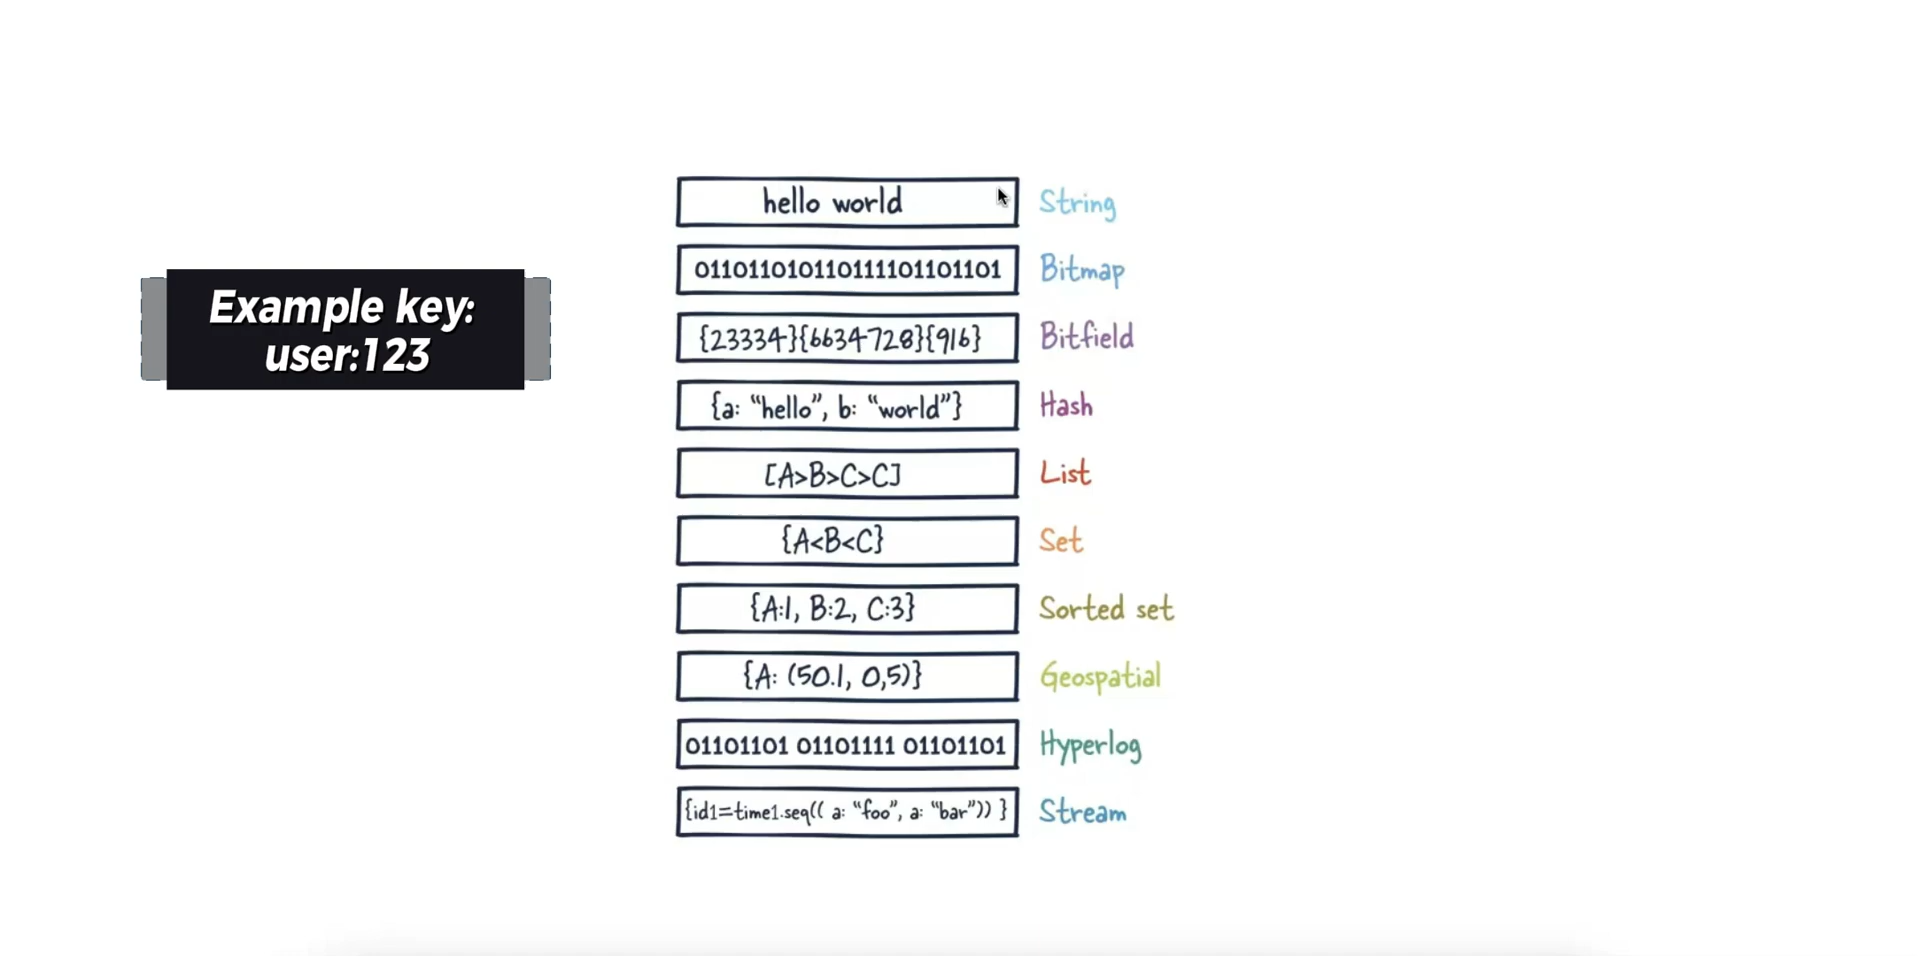 Example key:
user:123
hello world String
011011010110111101101101 Bitmap
{23334}{6634728}{916} Bitfield
{a: “hello”, b: “world”} Hash
[A>B>C>C] List
{A<B<C} Set
{A:1, B:2, C:3} Sorted set
{A: (50.1, 0,5)} Geospatial
01101101 01101111 01101101 Hyperlog
{id1=time1.seq(( a: “foo”, a: “bar”)) } Stream